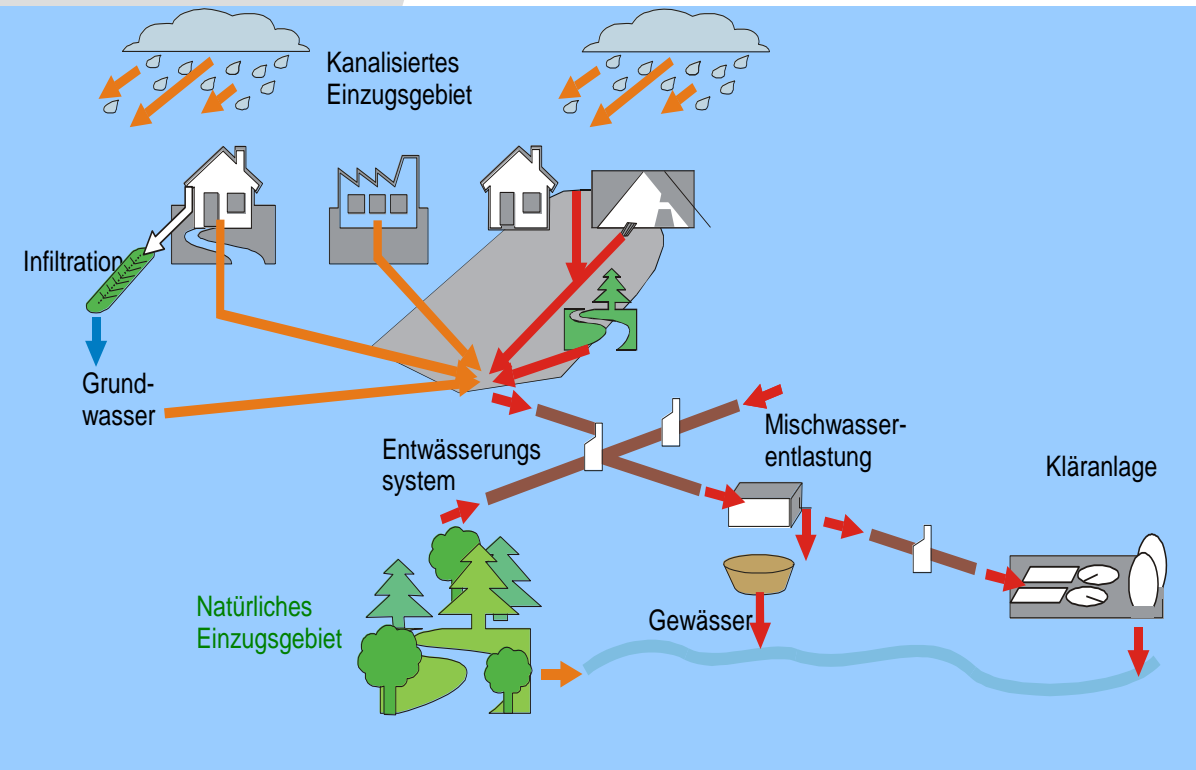 Kanalisiertes
Einzugsgebiet
Infiltration
Grund-
wasser
Entwässerungs
system
Mischwasser-
entlastung
Kläranlage
Natürliches
Einzugsgebiet
Gewässer